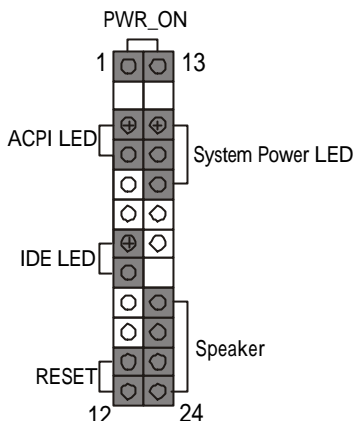 PWR_ON
1 13
ACPI LED
System Power LED
IDE LED
Speaker
RESET
12 24